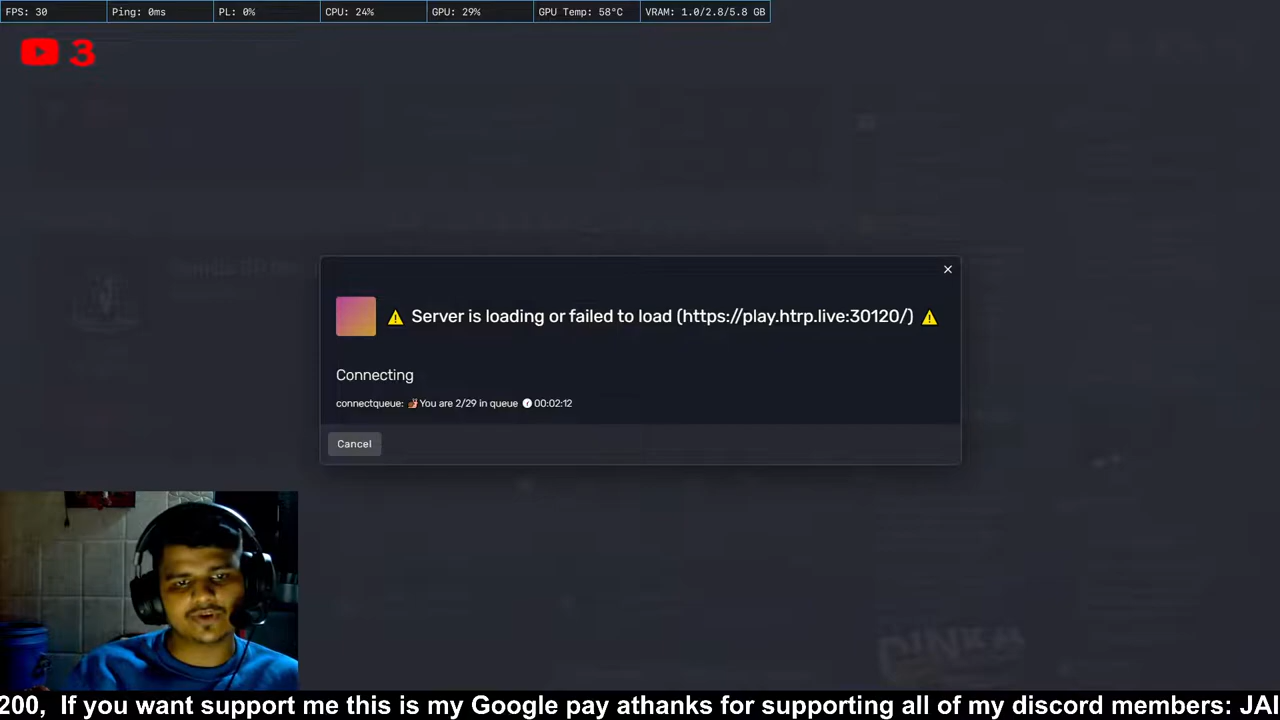 FPS: 30 Ping: 0ms PL: 0% CPU: 24% GPU: 29% GPU Temp: 58°C VRAM: 1.0/2.8/5.8 GB
3
⚠ Server is loading or failed to load (https://play.htrp.live:30120/) ⚠
Connecting
connectqueue: You are 2/29 in queue 00:02:12
Cancel
200, If you want support me this is my Google pay athanks for supporting all of my discord members: JAI